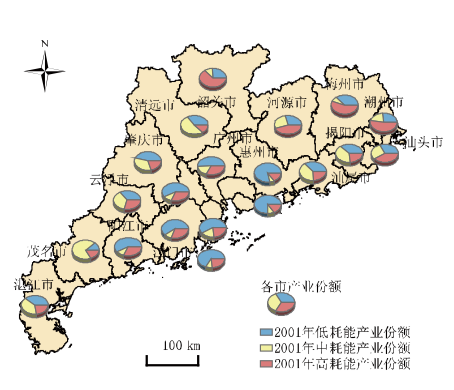 N
梅州市
韶关市
河源市
潮州市
清远市
广州市
揭阳市
汕头市
肇庆市
惠州市
云浮市
汕尾市
阳江市
茂名市
江门市
湛江市
各市产业份额
2001年低耗能产业份额
2001年中耗能产业份额
2001年高耗能产业份额
100 km